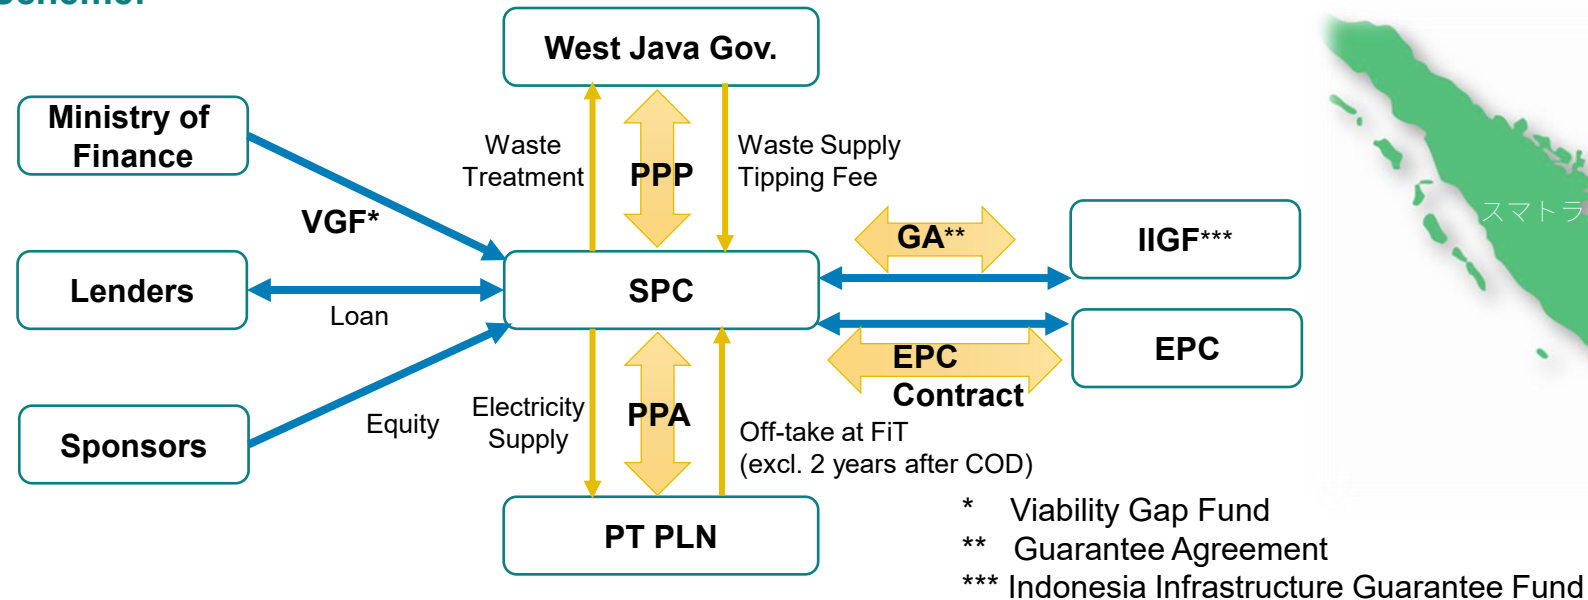 West Java Gov.
Ministry of
Finance
Waste
Treatment
PPP
Waste Supply
Tipping Fee
VGF*
GA**
IIGF***
スマトラ
Lenders
Loan
SPC
EPC
Contract
EPC
Sponsors
Equity
Electricity
Supply
PPA
Off-take at FiT
(excl. 2 years after COD)
PT PLN
* Viability Gap Fund
** Guarantee Agreement
*** Indonesia Infrastructure Guarantee Fund